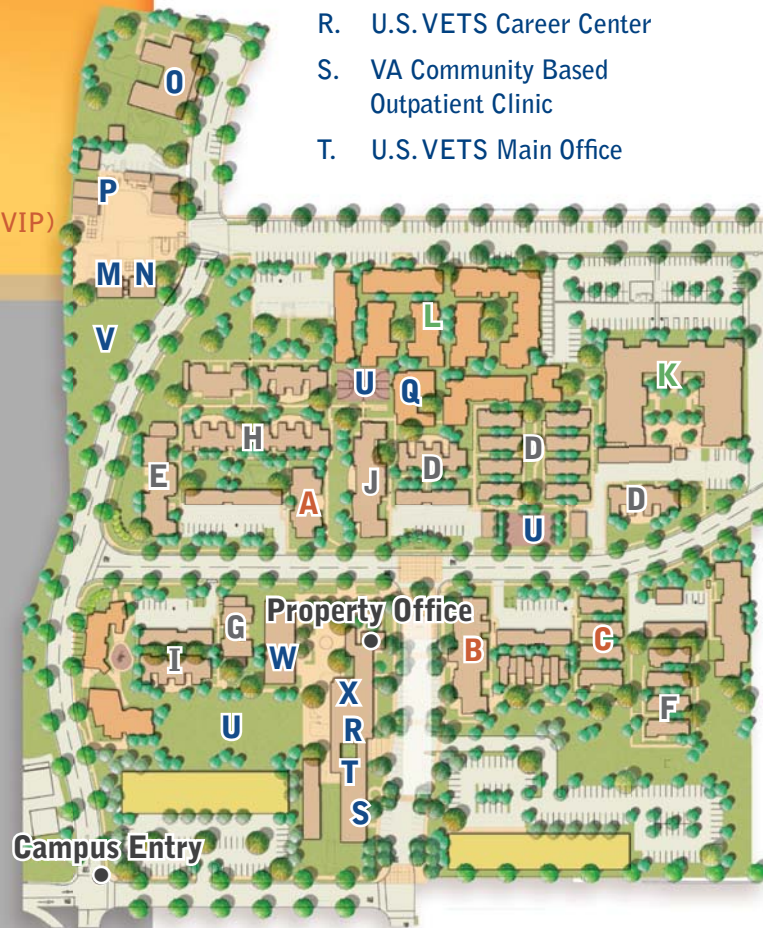 R. U.S.VETS Career Center
S. VA Community Based
Outpatient Clinic
T. U.S.VETS Main Office
VIP)
O
P
M N
V
L
K
U Q
H
E
D
D
J
A
D
U
Property Office
G
I
W
B
C
X
F
R
U
T
S
Campus Entry